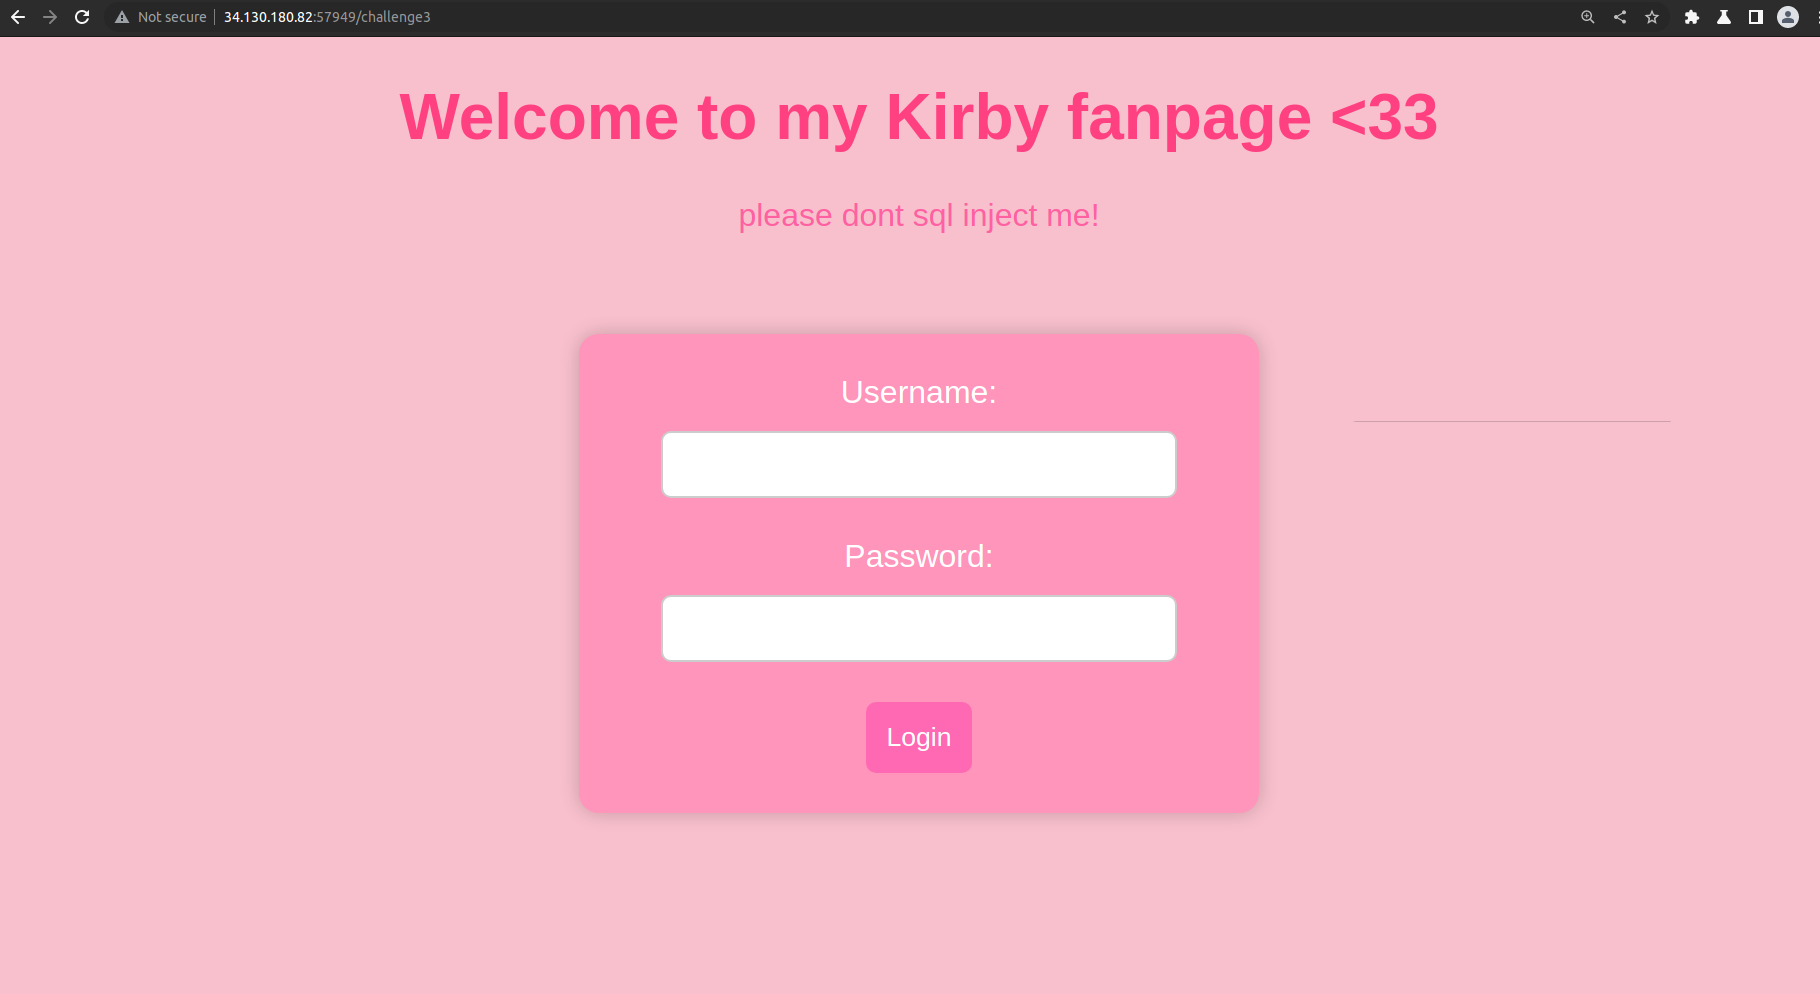 Not secure
34.130.180.82:57949/challenge3
Welcome to my Kirby fanpage <33
please dont sql inject me!
Username:
Password:
Login